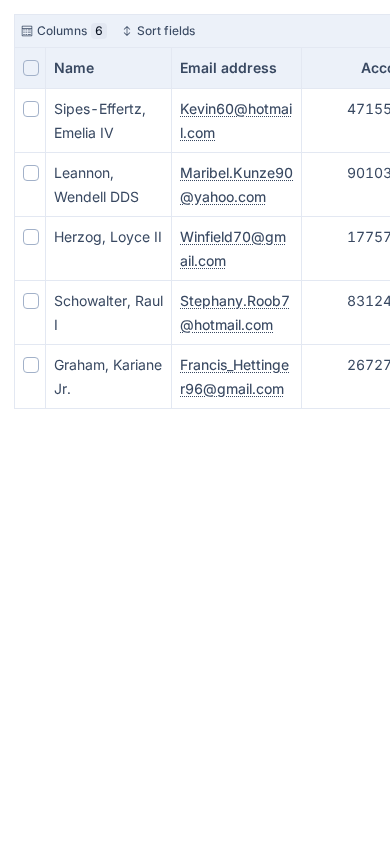 Columns 6 Sort fields
Name Email address Acco
Sipes-Effertz, Kevin60@hotmai 47155
Emelia IV l.com
Leannon, Maribel.Kunze90 90103
Wendell DDS @yahoo.com
Herzog, Loyce II Winfield70@gm 17757
ail.com
Schowalter, Raul Stephany.Roob7 83124
I @hotmail.com
Graham, Kariane Francis_Hettinge 26727
Jr. r96@gmail.com